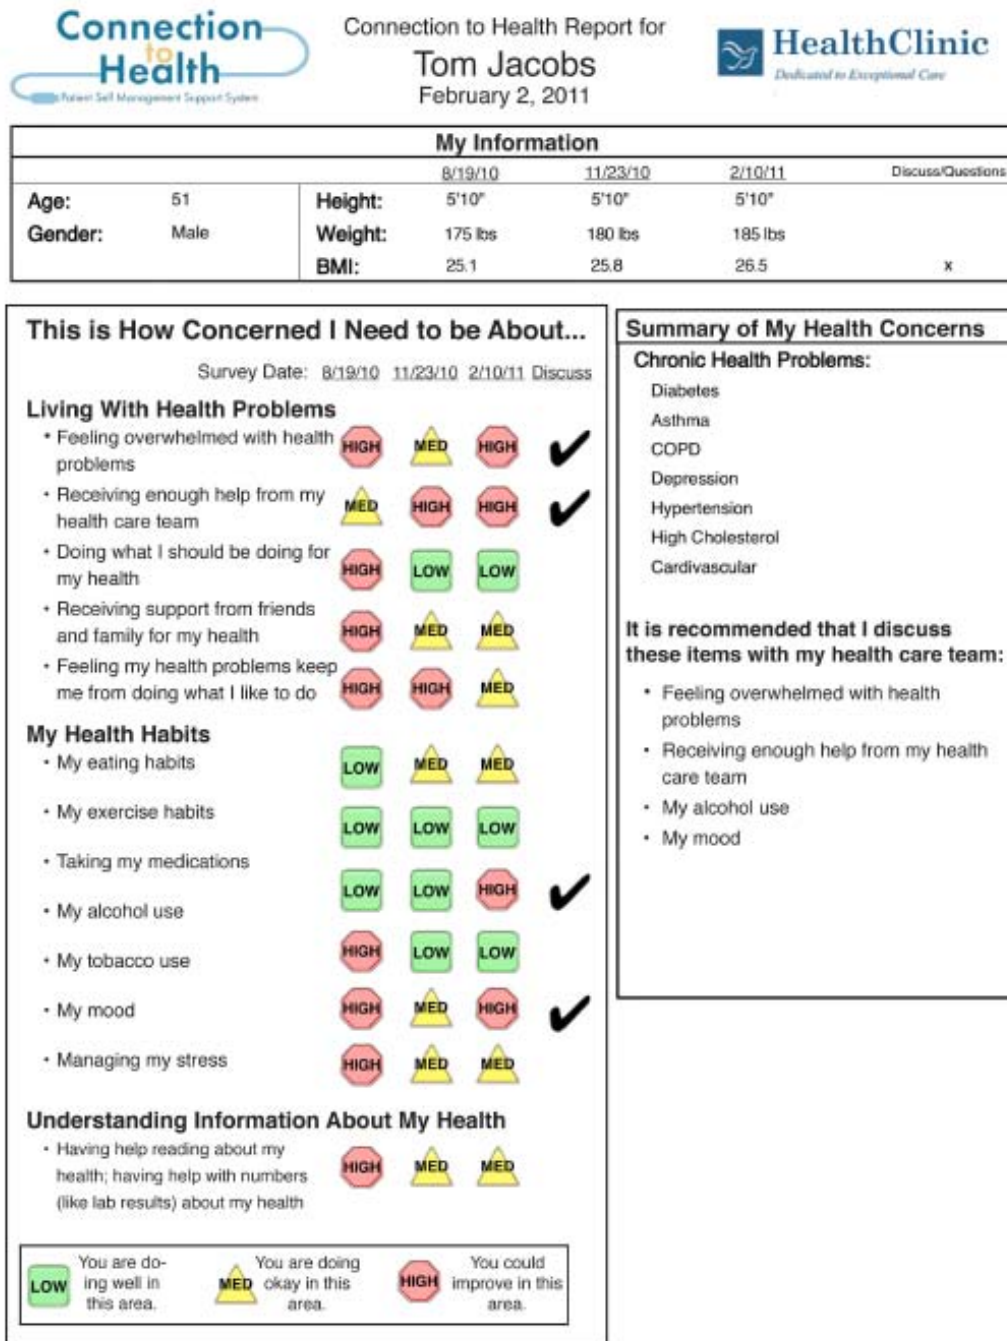 Connection
to
Health
Patient Self Management Support System
Connection to Health Report for
Tom Jacobs
February 2, 2011
HealthClinic
Dedicated to Exceptional Care
My Information
8/19/10 11/23/10 2/10/11 Discuss/Questions
Age: 51 Height: 5'10" 5'10" 5'10"
Gender: Male Weight: 175 lbs 180 lbs 185 lbs
BMI: 25.1 25.8 26.5 x
This is How Concerned I Need to be About...
Survey Date: 8/19/10 11/23/10 2/10/11 Discuss
Living With Health Problems
• Feeling overwhelmed with health
problems
HIGH MED HIGH ✔
• Receiving enough help from my
health care team
MED HIGH HIGH ✔
• Doing what I should be doing for
my health
HIGH LOW LOW
• Receiving support from friends
and family for my health
HIGH MED MED
• Feeling my health problems keep
me from doing what I like to do
HIGH HIGH MED
My Health Habits
• My eating habits
LOW MED MED
• My exercise habits
LOW LOW LOW
• Taking my medications
LOW LOW HIGH ✔
• My alcohol use
• My tobacco use
HIGH LOW LOW
• My mood
HIGH MED HIGH ✔
• Managing my stress
HIGH MED MED
Understanding Information About My Health
• Having help reading about my
health; having help with numbers
(like lab results) about my health
HIGH MED MED
LOW
You are do-
ing well in
this area.
MED
You are doing
okay in this
area.
HIGH
You could
improve in this
area.
Summary of My Health Concerns
Chronic Health Problems:
Diabetes
Asthma
COPD
Depression
Hypertension
High Cholesterol
Cardivascular
It is recommended that I discuss
these items with my health care team:
• Feeling overwhelmed with health
problems
• Receiving enough help from my health
care team
• My alcohol use
• My mood